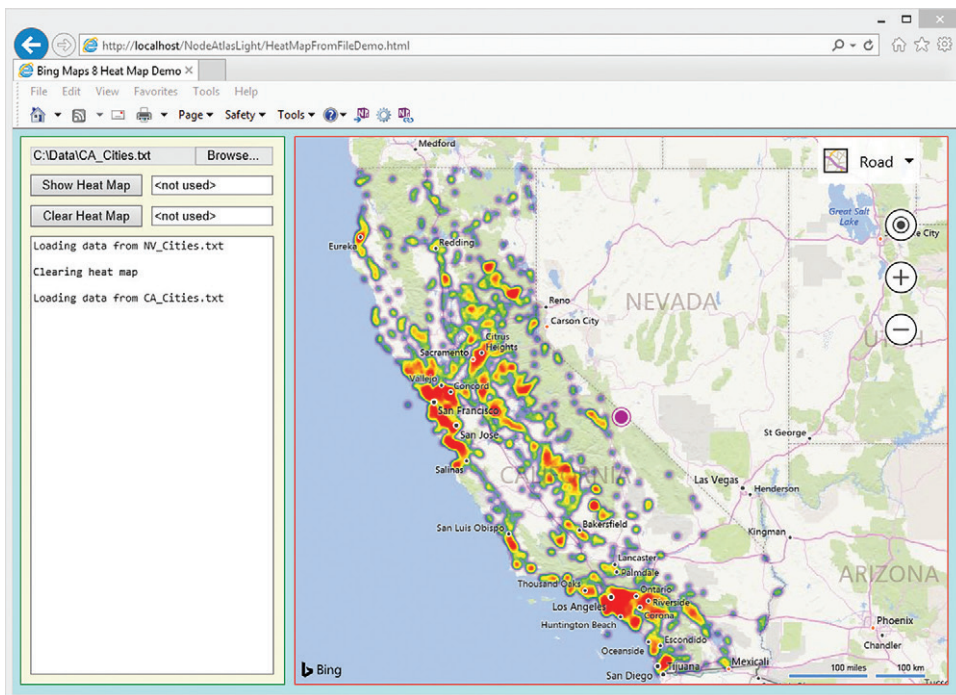 http://localhost/NodeAtlasLight/HeatMapFromFileDemo.html
Bing Maps 8 Heat Map Demo
File Edit View Favorites Tools Help
Page Safety Tools
C:\Data\CA_Cities.txt Browse...
Show Heat Map <not used>
Clear Heat Map <not used>
Loading data from NV_Cities.txt
Clearing heat map
Loading data from CA_Cities.txt
Medford
Road
Great Salt
Lake
Eureka
Redding
Reno
NEVADA
Carson City
Citrus
Heights
Sacramento
Vallejo
Concord
San Francisco
San Jose
St George
Salinas
CALIFORNIA
Las Vegas
Henderson
San Luis Obispo
Bakersfield
Kingman
Lancaster
Palmdale
ARIZONA
Thousand Oaks
Ontario
Los Angeles
Riverside
Corona
Huntington Beach
Phoenix
Escondido
Chandler
Oceanside
Tijuana
Mexicali
San Diego
Bing
100 miles 100 km